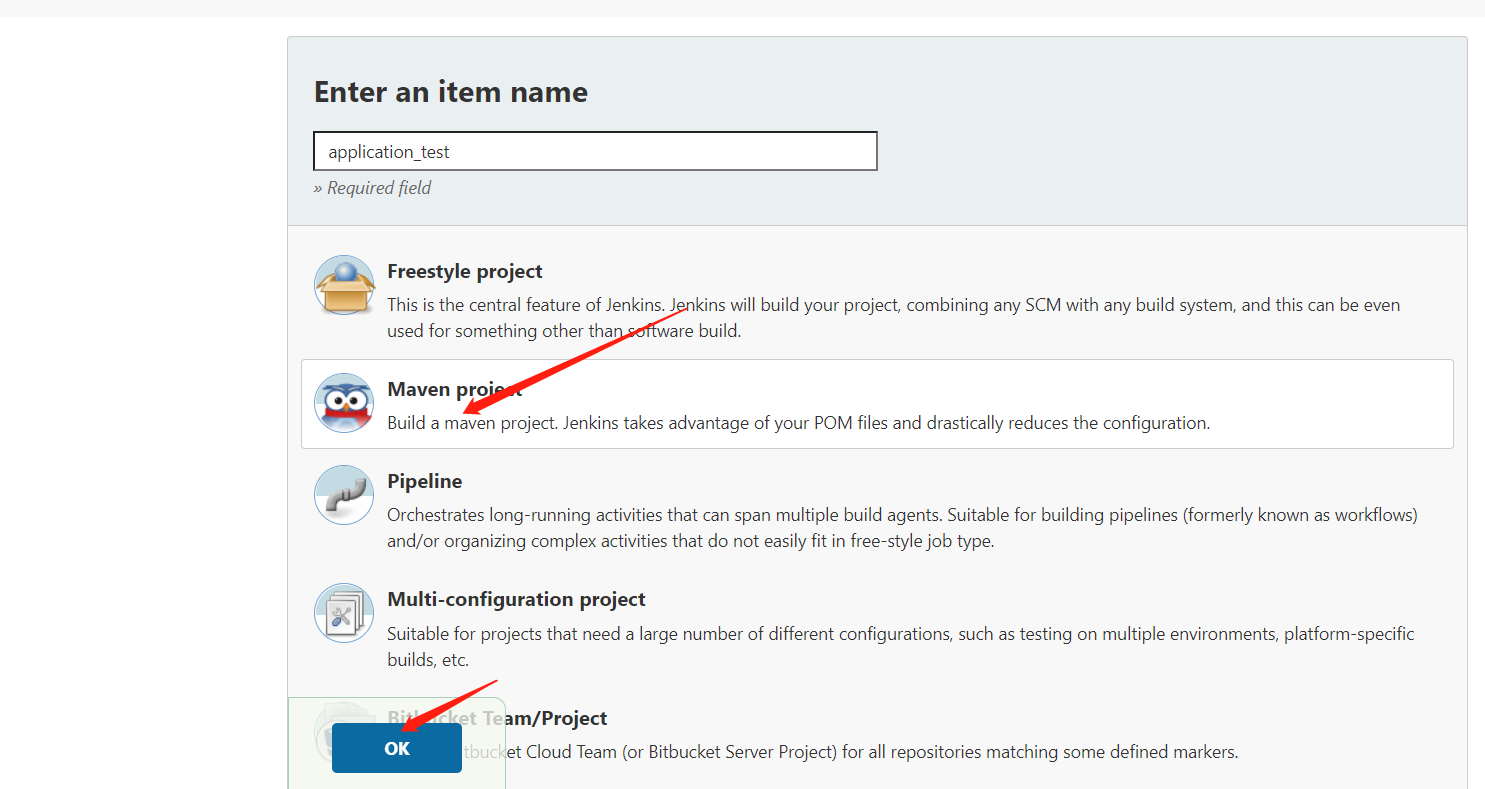 Enter an item name
application_test
» Required field
Freestyle project
This is the central feature of Jenkins. Jenkins will build your project, combining any SCM with any build system, and this can be even
used for something other than software build.
Maven project
Build a maven project. Jenkins takes advantage of your POM files and drastically reduces the configuration.
Pipeline
Orchestrates long-running activities that can span multiple build agents. Suitable for building pipelines (formerly known as workflows)
and/or organizing complex activities that do not easily fit in free-style job type.
Multi-configuration project
Suitable for projects that need a large number of different configurations, such as testing on multiple environments, platform-specific
builds, etc.
Bitbucket Team/Project
OK
tbucket Cloud Team (or Bitbucket Server Project) for all repositories matching some defined markers.